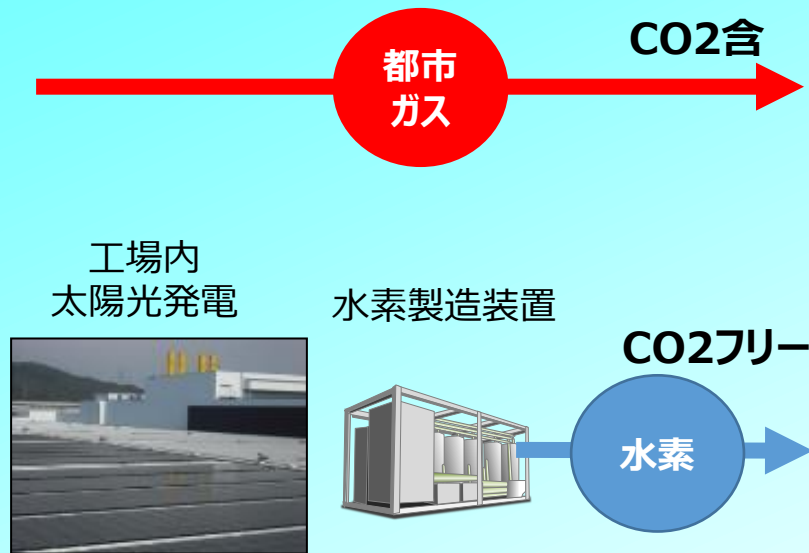 CO2含
都市
ガス
工場内
太陽光発電
水素製造装置
CO2フリー
水素